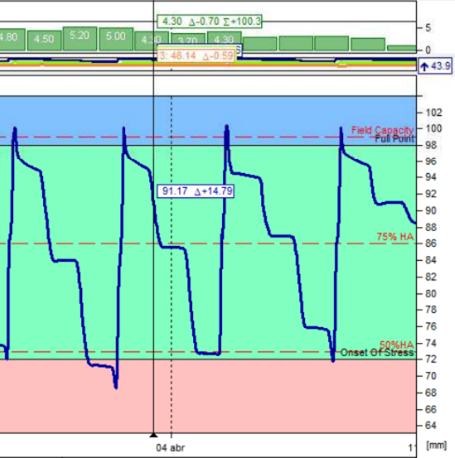 4.30 Δ-0.70 Σ+100.3
4.80 4.50 5.20 5.00 4.30 3.70 4.30
5
0
3: 46.14 Δ-0.59
43.9
102
Field Capacity
100
Full Point
98
96
94
92
91.17 Δ+14.79
90
88
75% HA
86
84
82
80
78
76
74
50%HA
Onset Of Stress
72
70
68
66
64
04 abr
1
[mm]